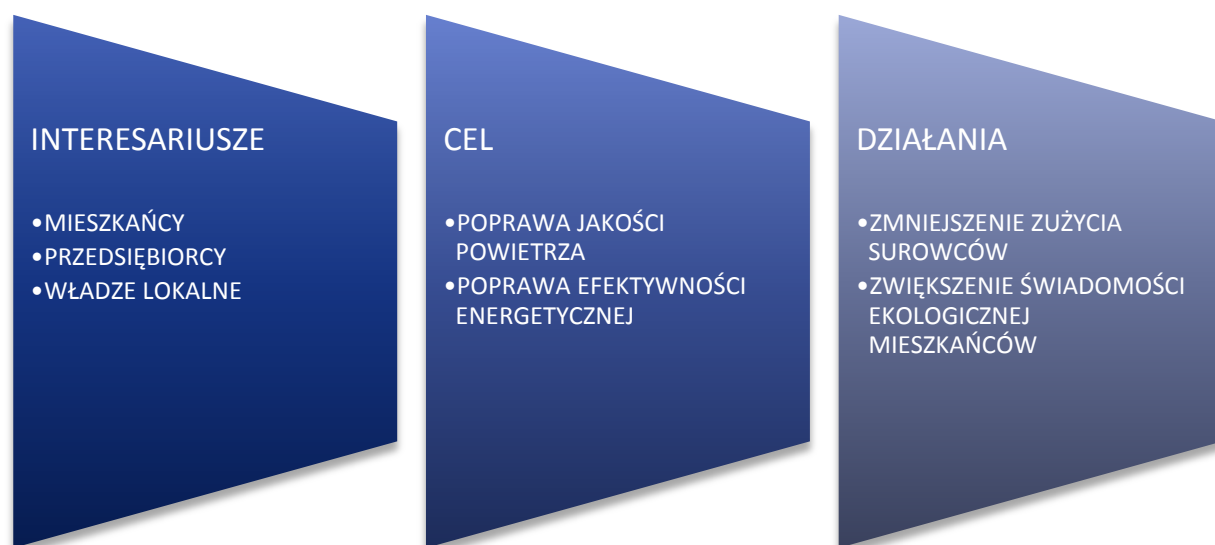 INTERESARIUSZE
•MIESZKAŃCY
•PRZEDSIĘBIORCY
•WŁADZE LOKALNE
CEL
•POPRAWA JAKOŚCI
POWIETRZA
•POPRAWA EFEKTYWNOŚCI
ENERGETYCZNEJ
DZIAŁANIA
•ZMNIEJSZENIE ZUŻYCIA
SUROWCÓW
•ZWIĘKSZENIE ŚWIADOMOŚCI
EKOLOGICZNEJ
MIESZKAŃCÓW